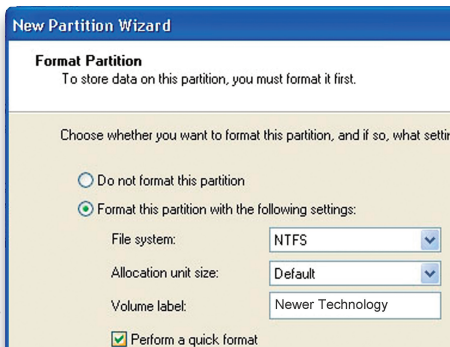 New Partition Wizard
Format Partition
To store data on this partition, you must format it first.
Choose whether you want to format this partition, and if so, what
Do not format this partition
Format this partition with the following settings:
File system: NTFS
Allocation unit size: Default
Volume label: Newer Technology
Perform a quick format